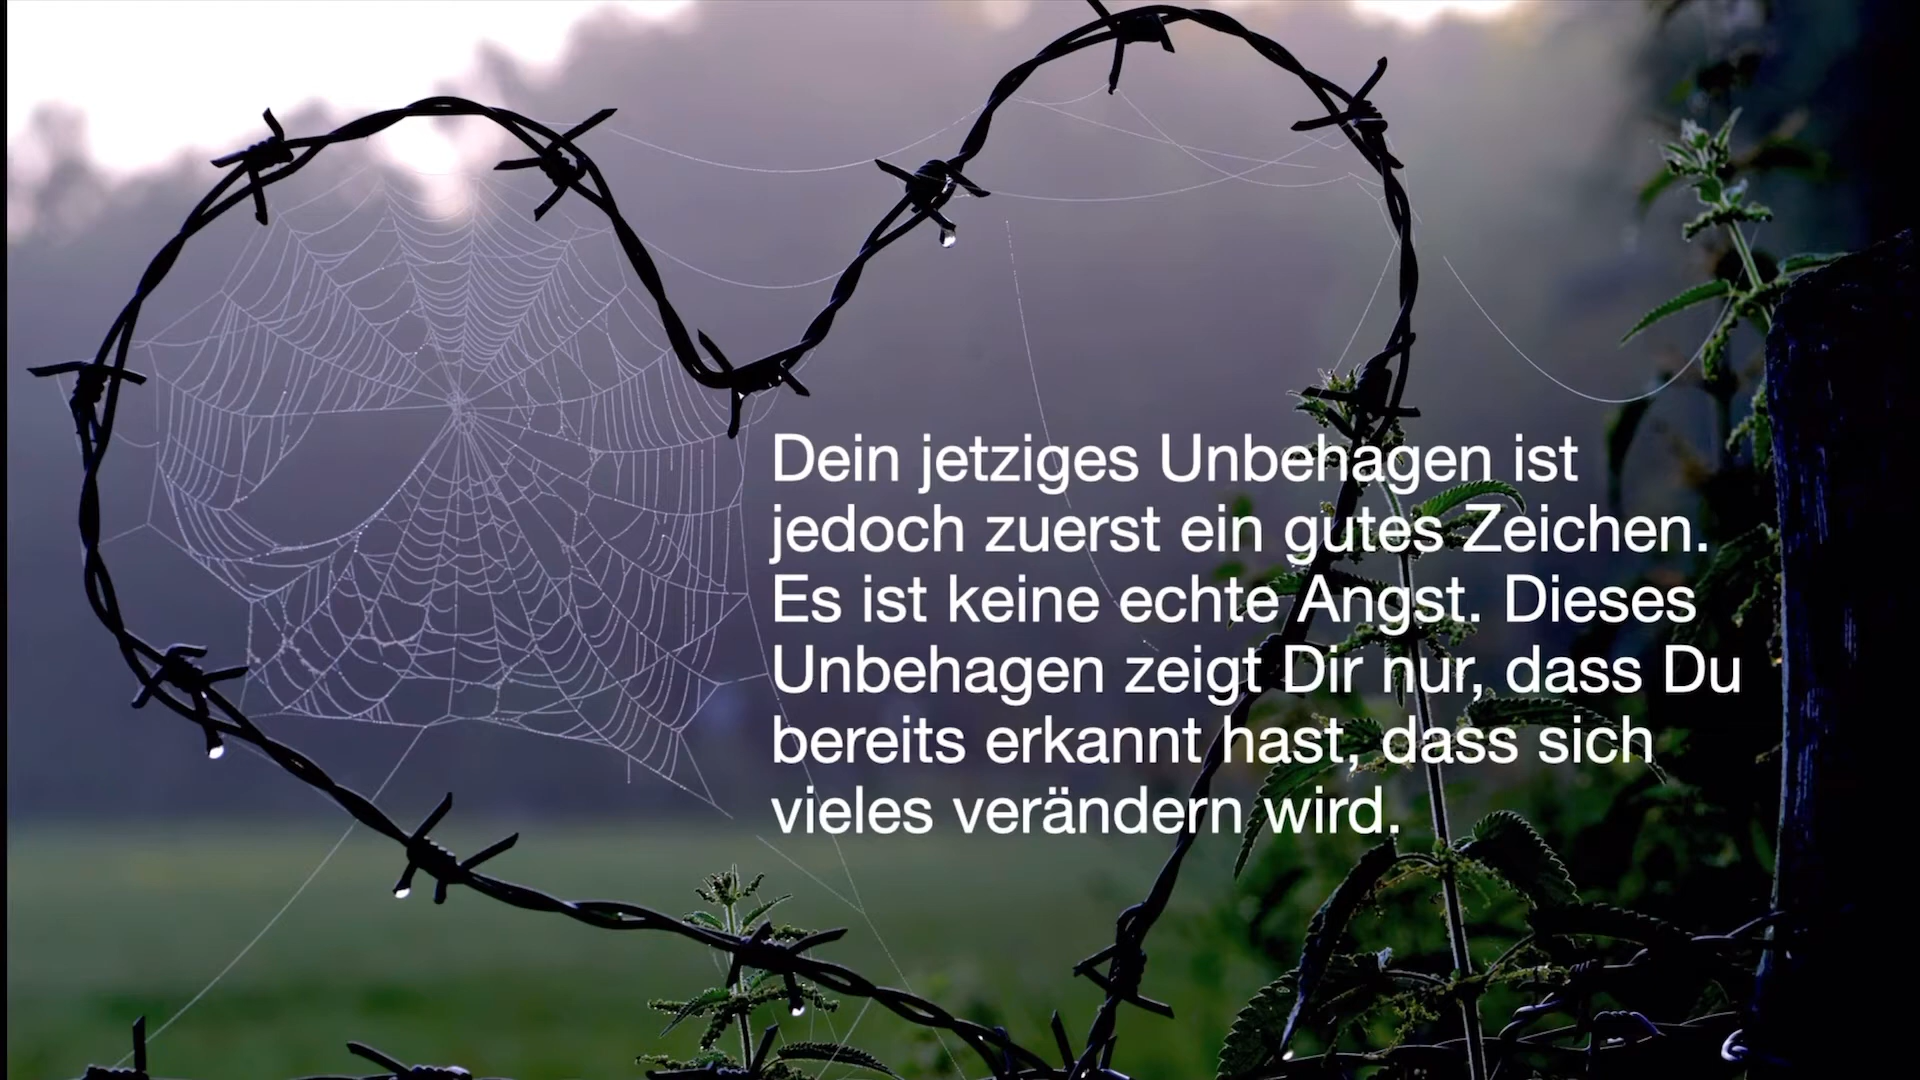 Dein jetziges Unbehagen ist
jedoch zuerst ein gutes Zeichen.
Es ist keine echte Angst. Dieses
Unbehagen zeigt Dir nur, dass Du
bereits erkannt hast, dass sich
vieles verändern wird.